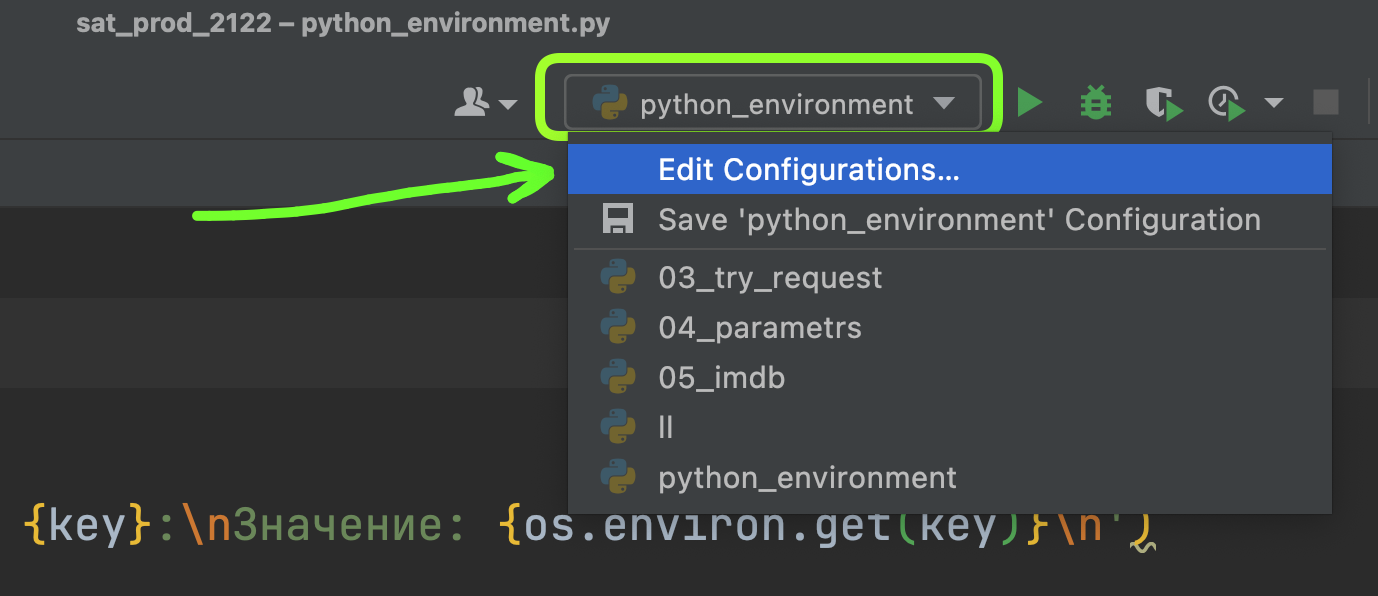 sat_prod_2122 – python_environment.py
python_environment
Edit Configurations...
Save 'python_environment' Configuration
03_try_request
04_parametrs
05_imdb
ll
python_environment
{key}:\nЗначение: {os.environ.get(key)}\n')